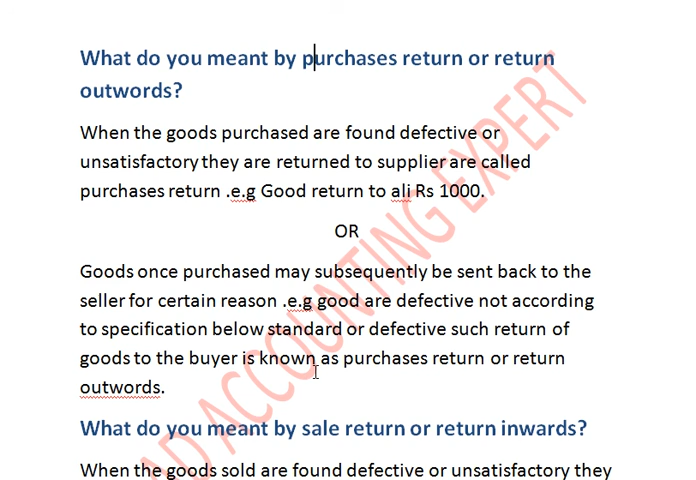 What do you meant by purchases return or return
outwords?
When the goods purchased are found defective or
unsatisfactory they are returned to supplier are called
purchases return .e.g Good return to ali Rs 1000.
OR
Goods once purchased may subsequently be sent back to the
seller for certain reason .e.g good are defective not according
to specification below standard or defective such return of
goods to the buyer is known as purchases return or return
outwords.
What do you meant by sale return or return inwards?
When the goods sold are found defective or unsatisfactory they
AD ACCOUNTING EXPERT